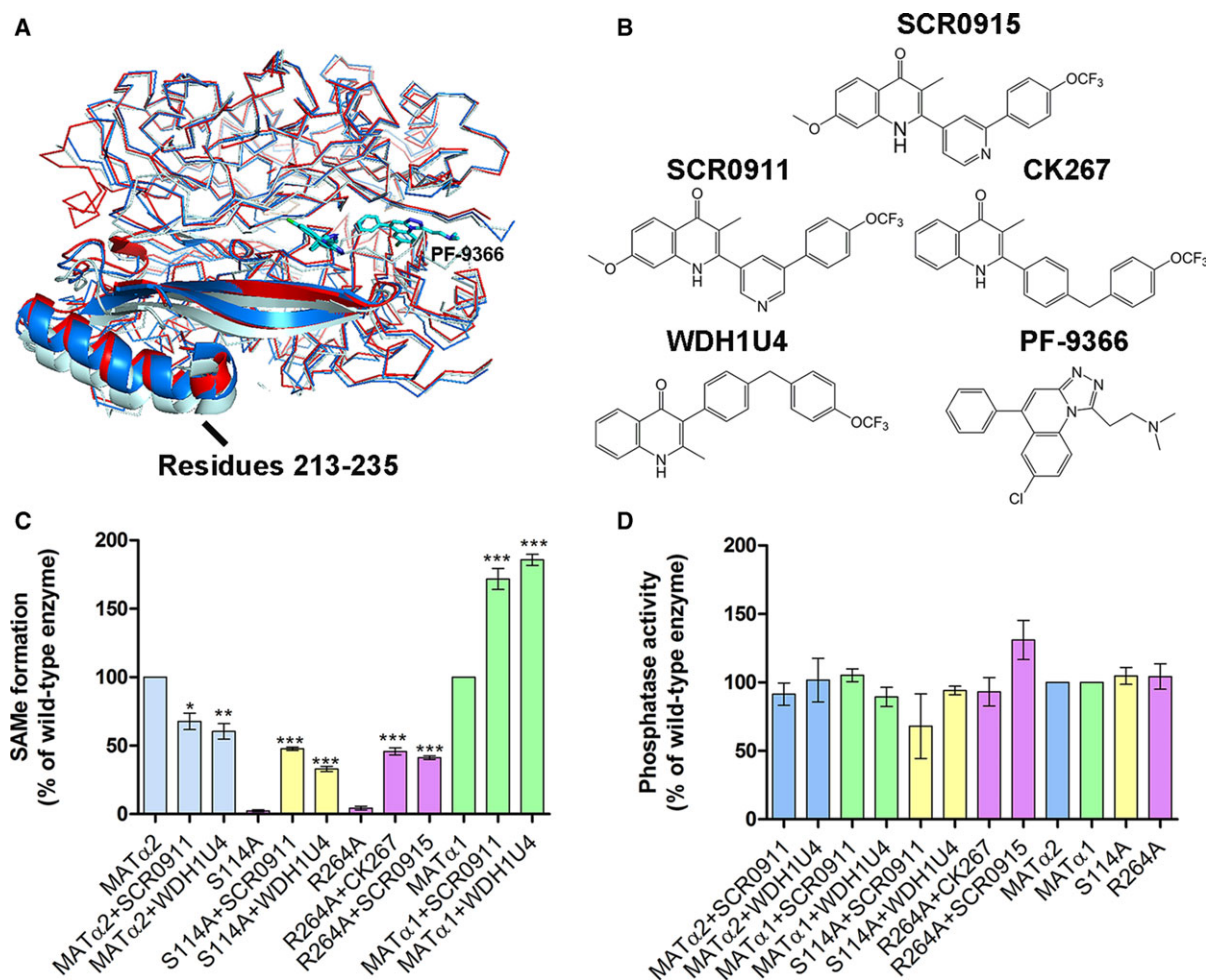 A
PF-9366
Residues 213-235
B
SCR0915
O
O
N
H
N
OCF3
SCR0911
O
O
N
H
N
OCF3
CK267
O
N
H
OCF3
WDH1U4
O
N
H
OCF3
PF-9366
N
N
N
N
Cl
C
SAMe formation
(% of wild-type enzyme)
200
150
100
50
0
*
**
***
***
***
***
***
***
MATα2
MATα2+SCR0911
MATα2+WDH1U4
S114A
S114A+SCR0911
S114A+WDH1U4
R264A
R264A+CK267
R264A+SCR0915
MATα1
MATα1+SCR0911
MATα1+WDH1U4
D
Phosphatase activity
(% of wild-type enzyme)
200
150
100
50
0
MATα2+SCR0911
MATα2+WDH1U4
MATα1+SCR0911
MATα1+WDH1U4
S114A+SCR0911
S114A+WDH1U4
R264A+CK267
R264A+SCR0915
MATα2
MATα1
S114A
R264A